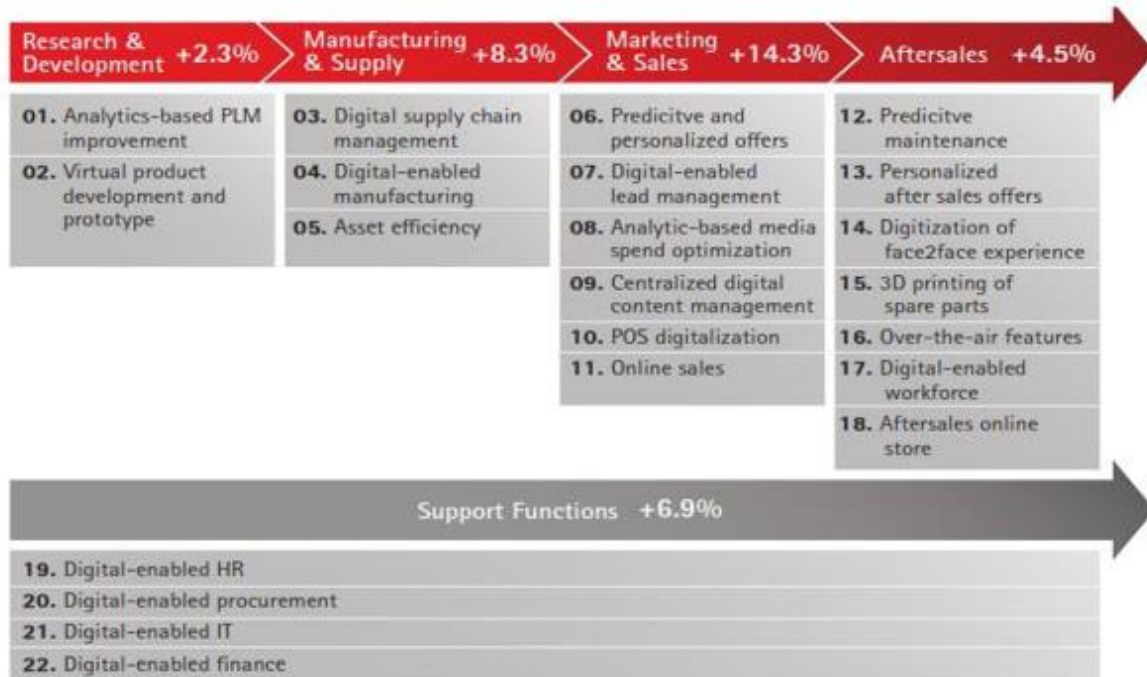 Research &
Development +2.3%
Manufacturing
& Supply +8.3%
Marketing
& Sales +14.3%
Aftersales +4.5%
01. Analytics-based PLM
improvement
02. Virtual product
development and
prototype
03. Digital supply chain
management
04. Digital-enabled
manufacturing
05. Asset efficiency
06. Predicitve and
personalized offers
07. Digital-enabled
lead management
08. Analytic-based media
spend optimization
09. Centralized digital
content management
10. POS digitalization
11. Online sales
12. Predicitve
maintenance
13. Personalized
after sales offers
14. Digitization of
face2face experience
15. 3D printing of
spare parts
16. Over-the-air features
17. Digital-enabled
workforce
18. Aftersales online
store
Support Functions +6.9%
19. Digital-enabled HR
20. Digital-enabled procurement
21. Digital-enabled IT
22. Digital-enabled finance